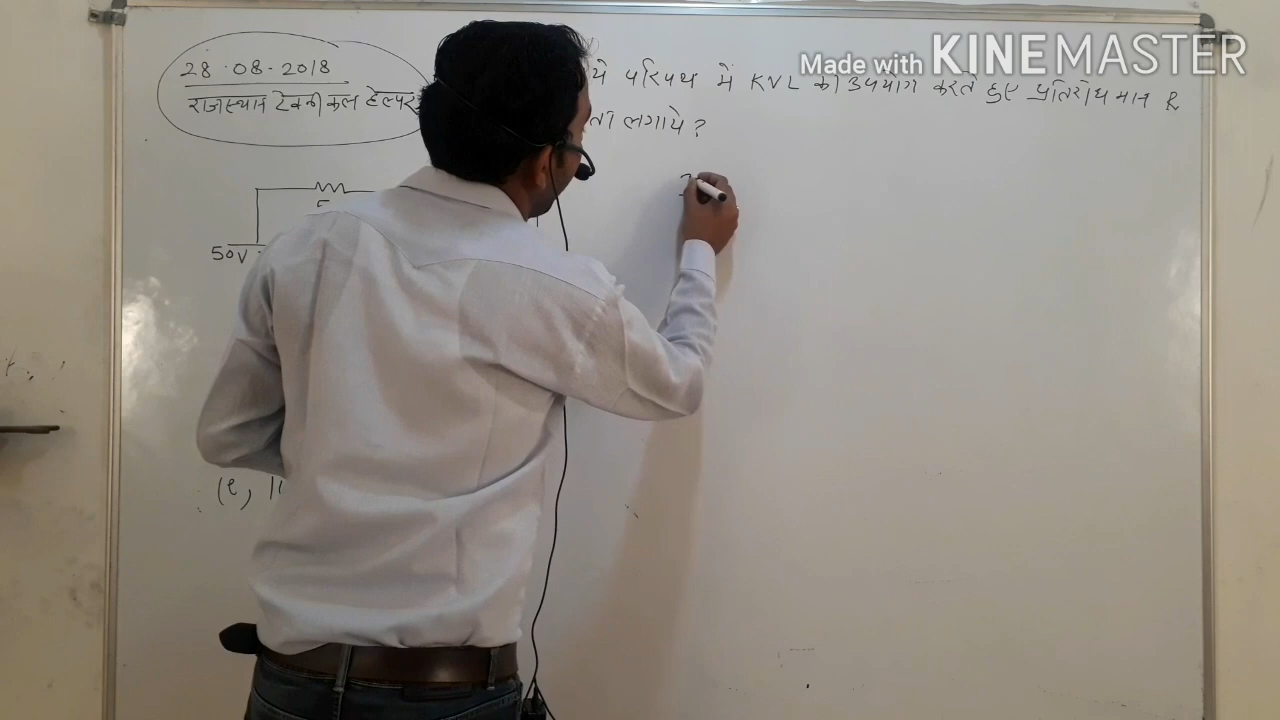 28.08.2018
राजस्थान टेक्नीकल हेल्पर
ये परिपथ में KVL का उपयोग करते हुए प्रतिरोध मान R
लगाये?
50V
Made with KINEMASTER